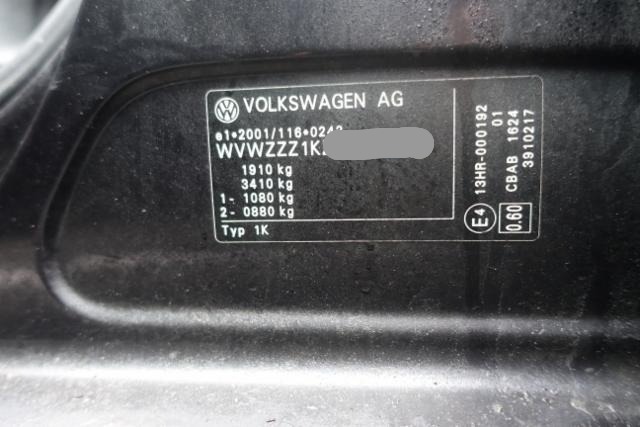 VOLKSWAGEN AG
e1*2001/116*0242
WVWZZZ1K
1910 kg
3410 kg
1- 1080 kg
2- 0880 kg
Typ 1K
E4
13HR-000192
01
0.60
CBAB 1624
3910217